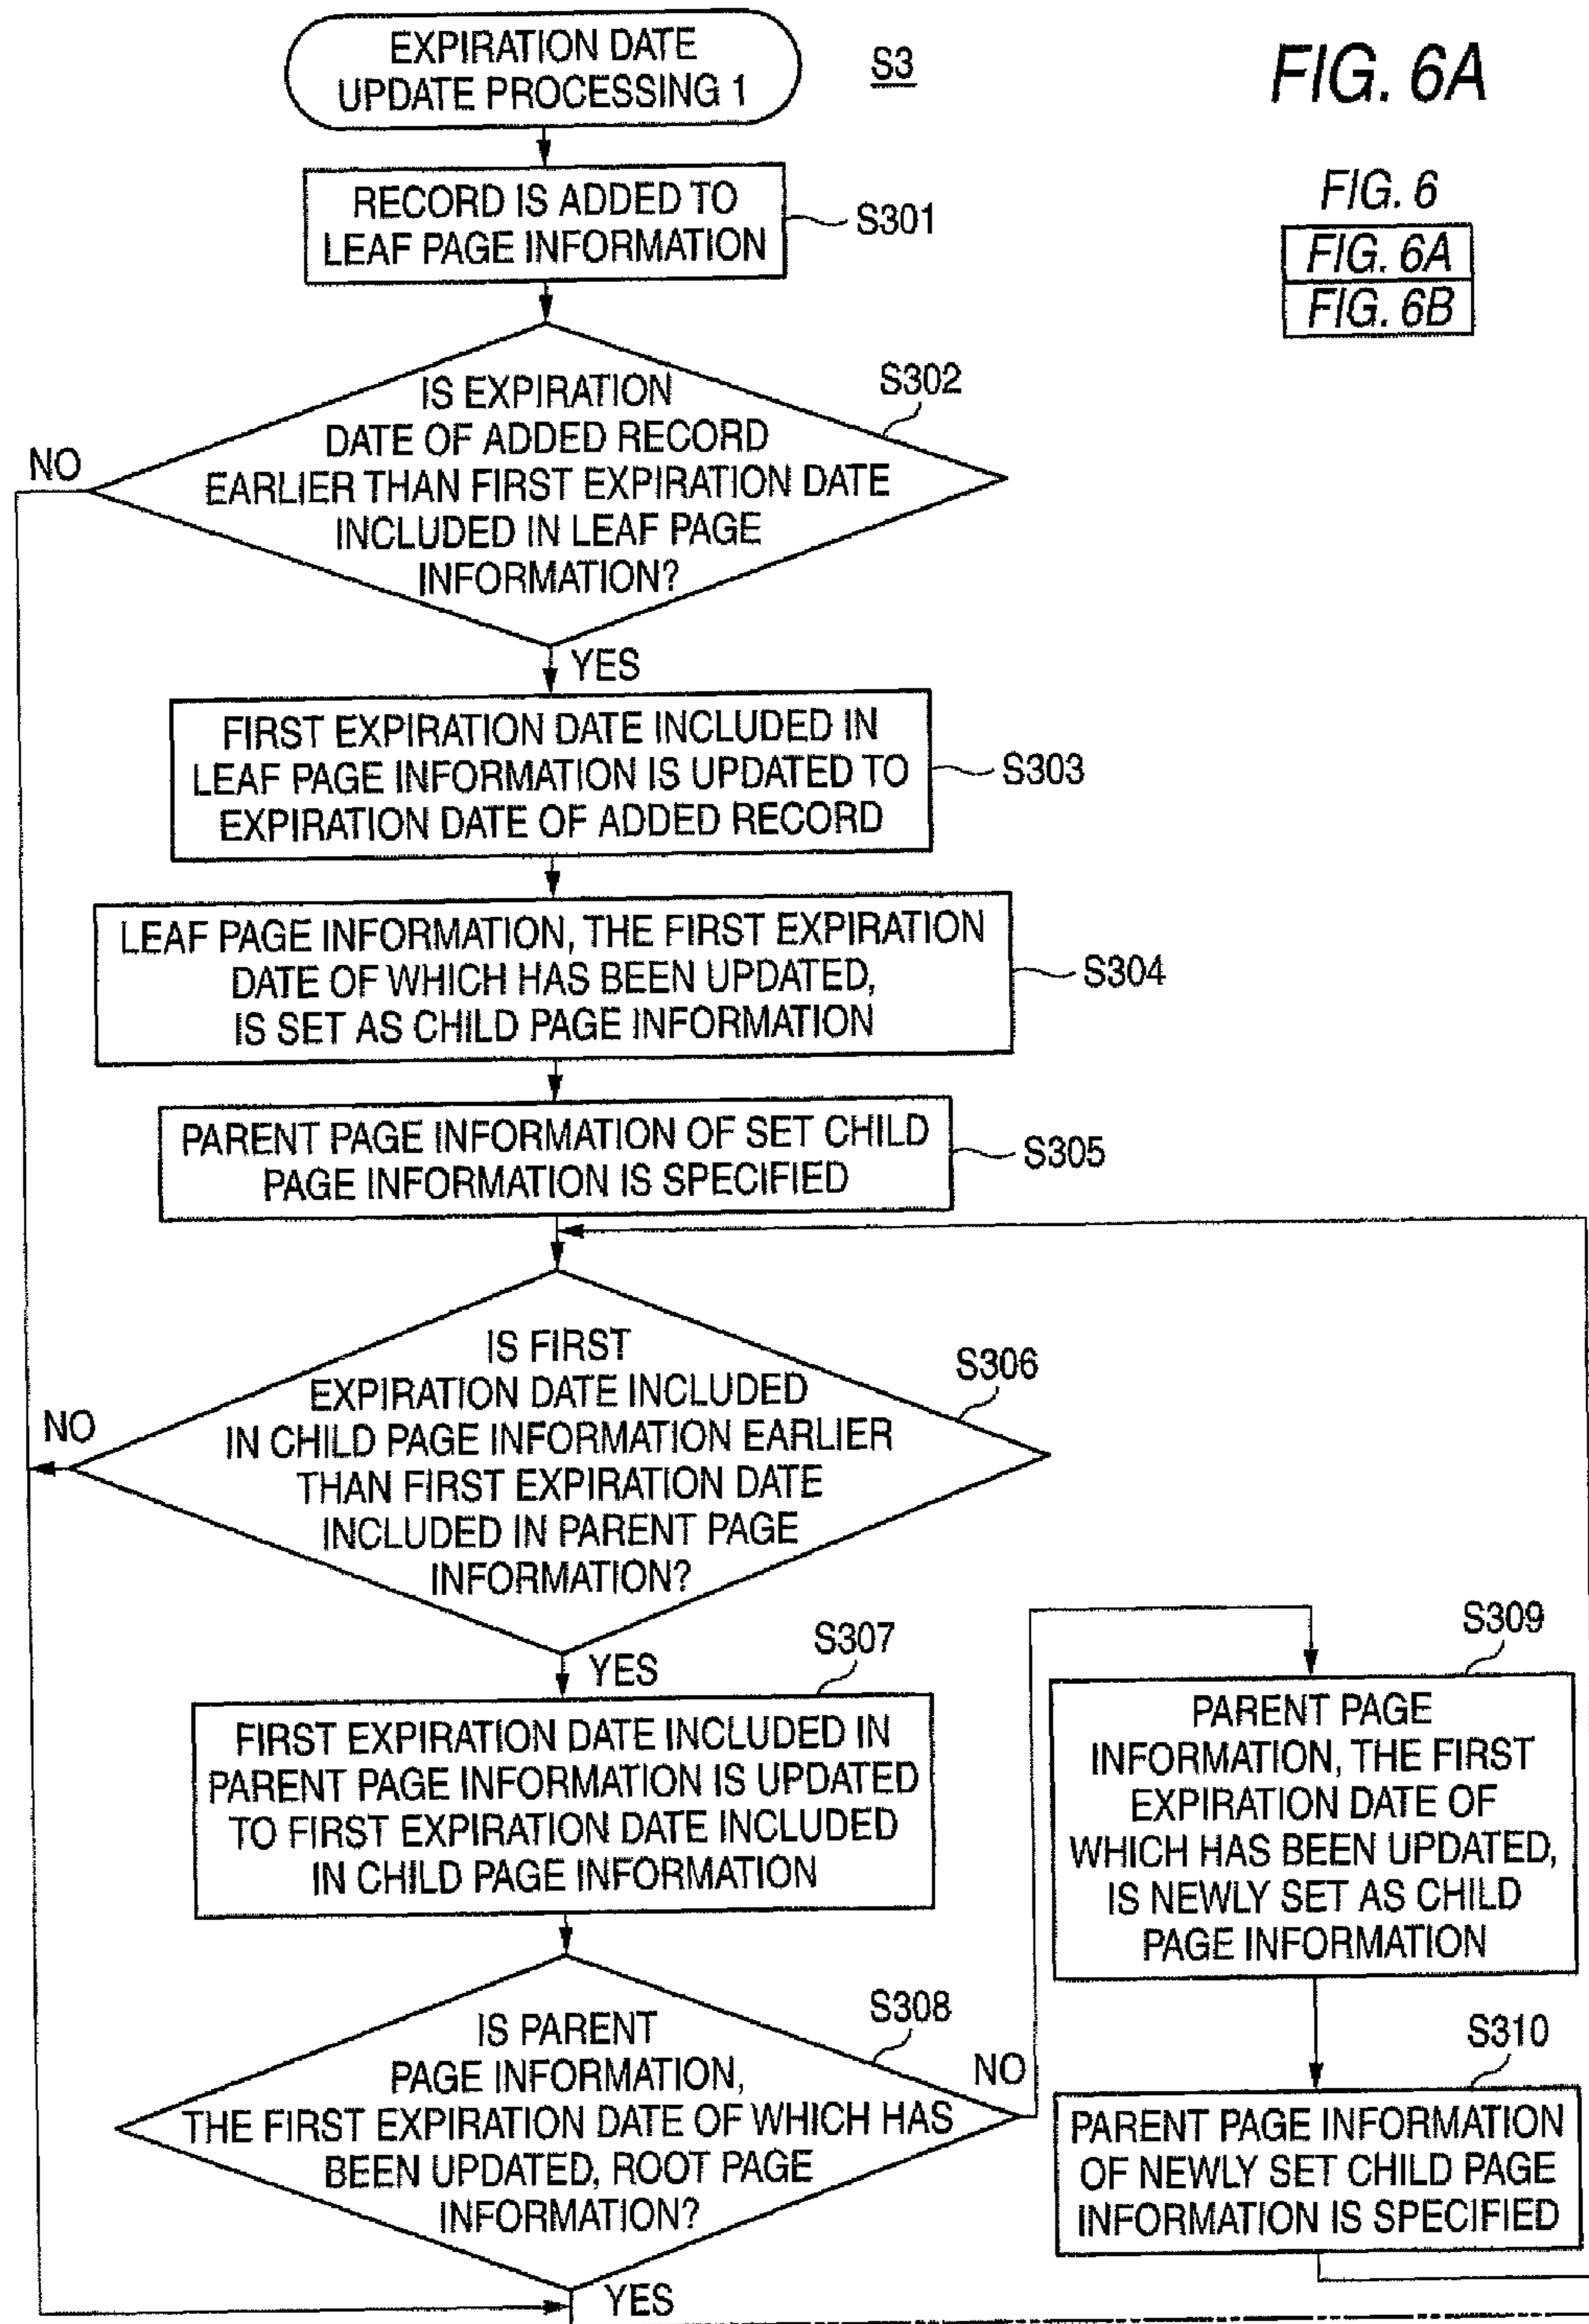 EXPIRATION DATE
UPDATE PROCESSING 1
S3
FIG. 6A
FIG. 6
FIG. 6A
FIG. 6B
RECORD IS ADDED TO
LEAF PAGE INFORMATION
S301
S302
IS EXPIRATION
DATE OF ADDED RECORD
EARLIER THAN FIRST EXPIRATION DATE
INCLUDED IN LEAF PAGE
INFORMATION?
NO
YES
FIRST EXPIRATION DATE INCLUDED IN
LEAF PAGE INFORMATION IS UPDATED TO
EXPIRATION DATE OF ADDED RECORD
S303
LEAF PAGE INFORMATION, THE FIRST EXPIRATION
DATE OF WHICH HAS BEEN UPDATED,
IS SET AS CHILD PAGE INFORMATION
S304
PARENT PAGE INFORMATION OF SET CHILD
PAGE INFORMATION IS SPECIFIED
S305
IS FIRST
EXPIRATION DATE INCLUDED
IN CHILD PAGE INFORMATION EARLIER
THAN FIRST EXPIRATION DATE
INCLUDED IN PARENT PAGE
INFORMATION?
S306
NO
YES
S307
FIRST EXPIRATION DATE INCLUDED IN
PARENT PAGE INFORMATION IS UPDATED
TO FIRST EXPIRATION DATE INCLUDED
IN CHILD PAGE INFORMATION
S308
IS PARENT
PAGE INFORMATION,
THE FIRST EXPIRATION DATE OF WHICH HAS
BEEN UPDATED, ROOT PAGE
INFORMATION?
NO
YES
S309
PARENT PAGE
INFORMATION, THE FIRST
EXPIRATION DATE OF
WHICH HAS BEEN UPDATED,
IS NEWLY SET AS CHILD
PAGE INFORMATION
S310
PARENT PAGE INFORMATION
OF NEWLY SET CHILD PAGE
INFORMATION IS SPECIFIED